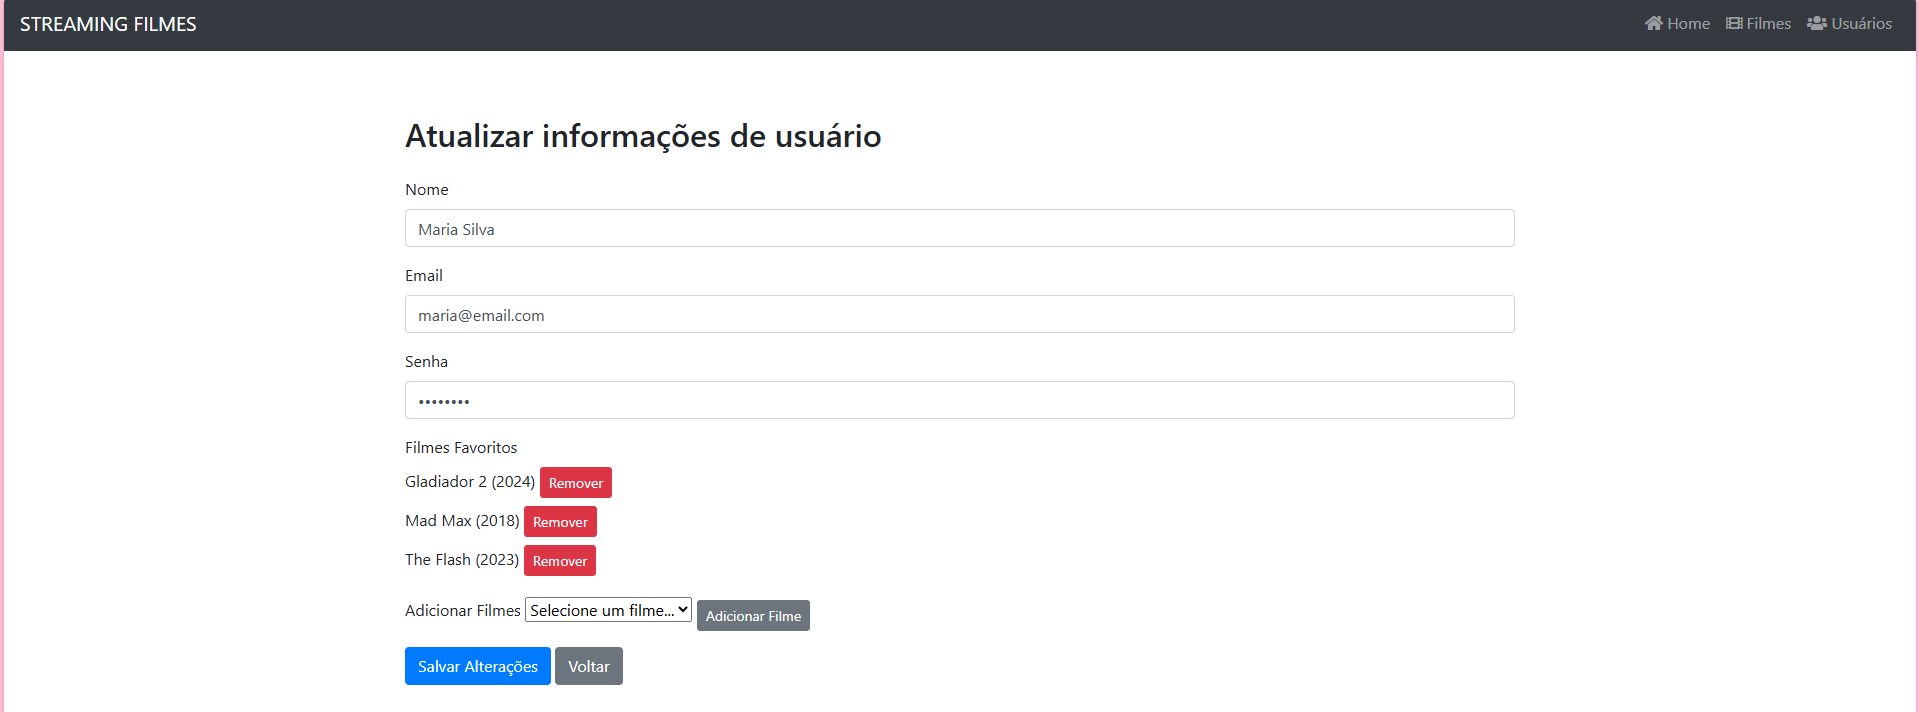 STREAMING FILMES Home Filmes Usuários
Atualizar informações de usuário
Nome
Maria Silva
Email
maria@email.com
Senha
••••••••
Filmes Favoritos
Gladiador 2 (2024) Remover
Mad Max (2018) Remover
The Flash (2023) Remover
Adicionar Filmes Selecione um filme... Adicionar Filme
Salvar Alterações Voltar